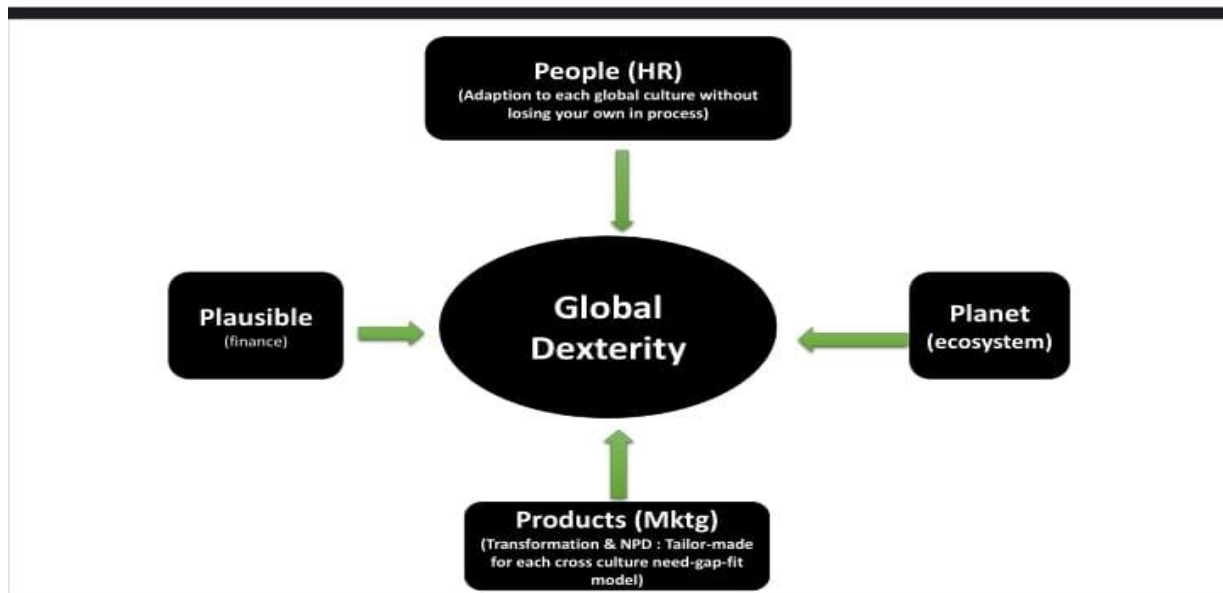 People (HR)
(Adaption to each global culture without
losing your own in process)
Plausible
(finance)
Global
Dexterity
Planet
(ecosystem)
Products (Mktg)
(Transformation & NPD : Tailor-made
for each cross culture need-gap-fit
model)